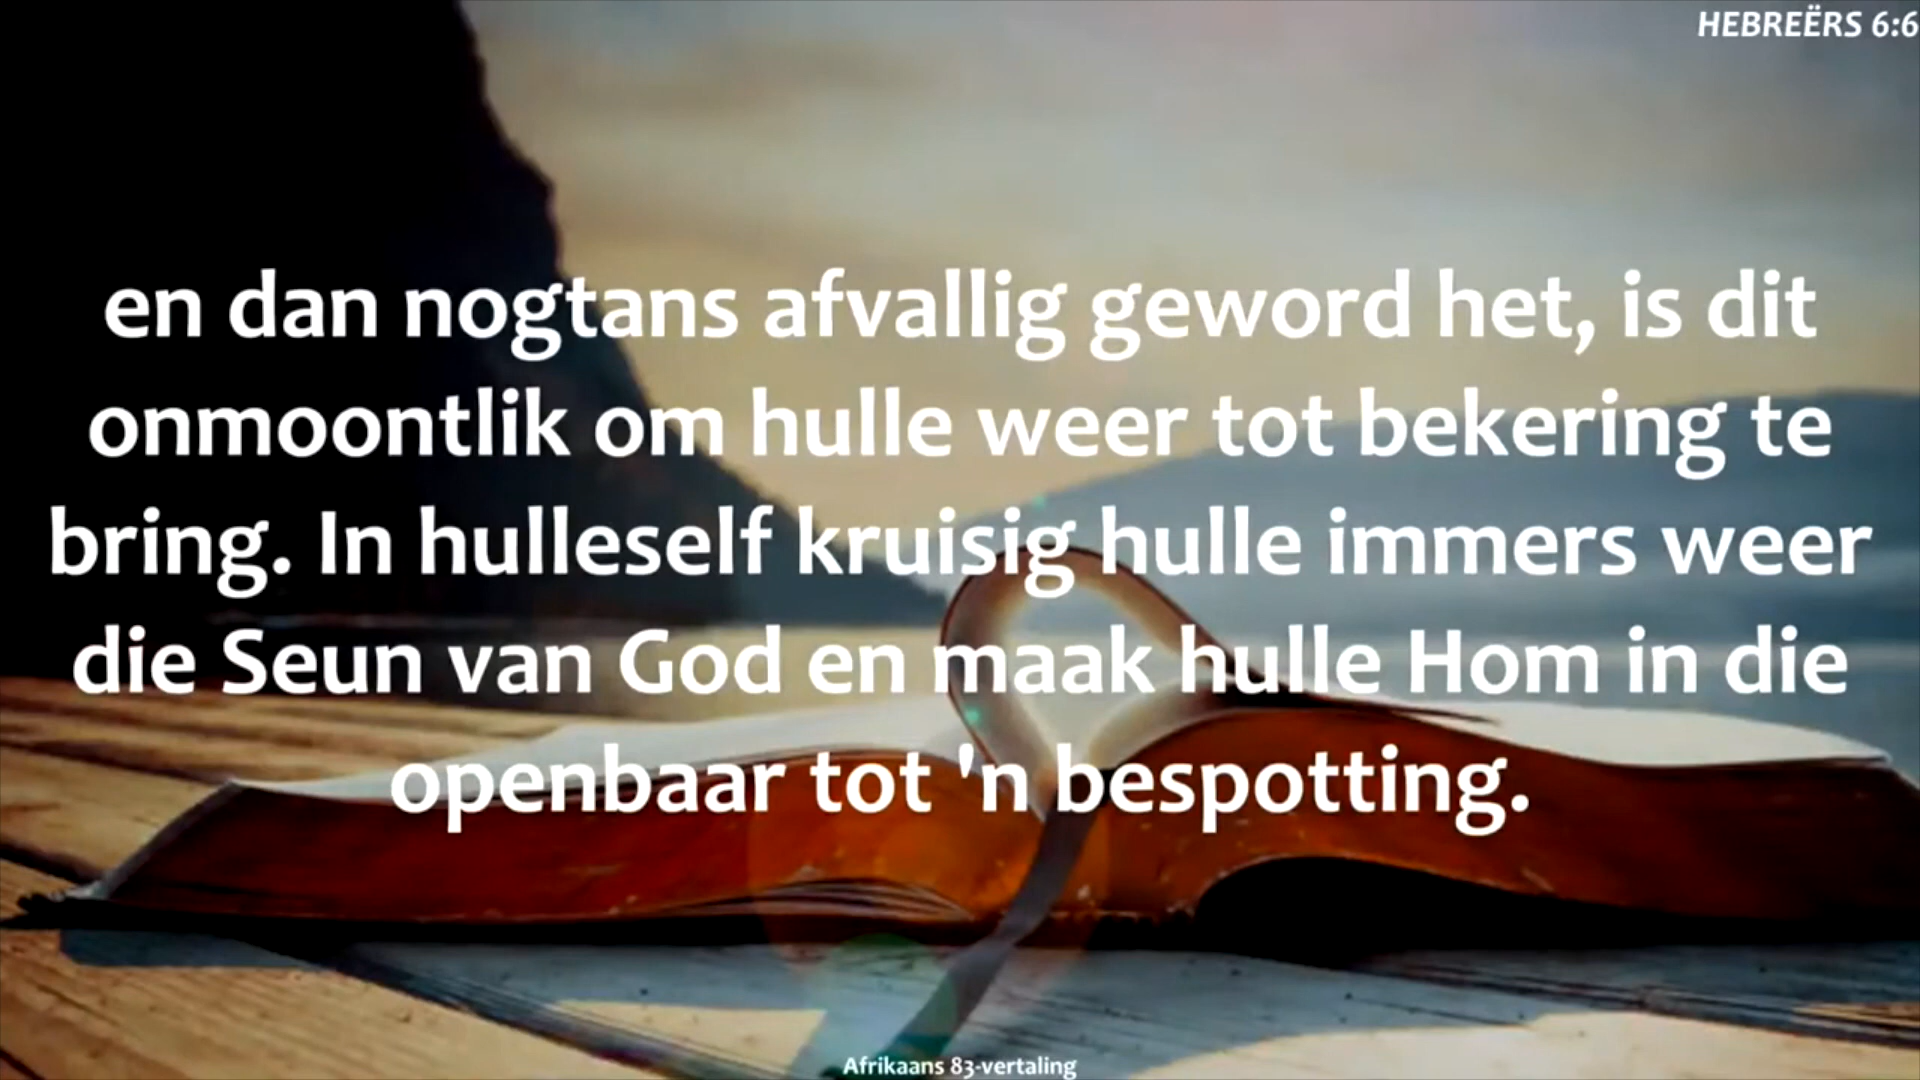 HEBREËRS 6:6
en dan nogtans afvallig geword het, is dit
onmoontlik om hulle weer tot bekering te
bring. In hulleself kruisig hulle immers weer
die Seun van God en maak hulle Hom in die
openbaar tot 'n bespotting.
Afrikaans 83-vertaling